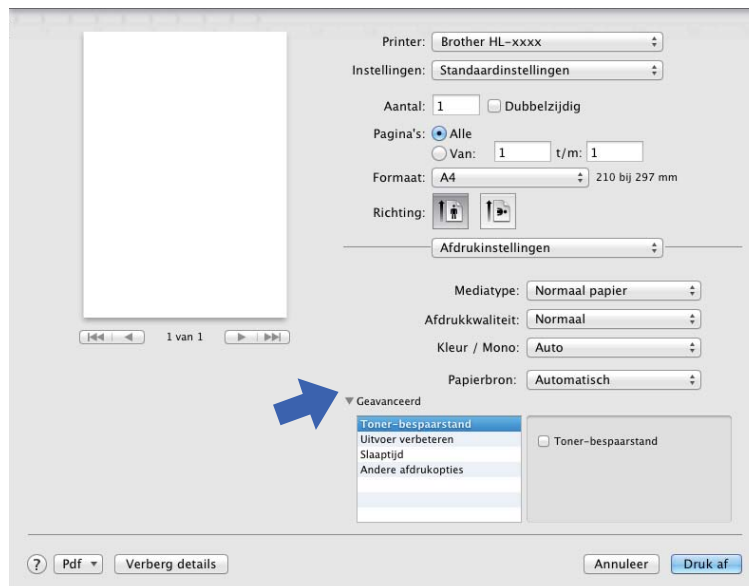 Printer: Brother HL-xxxx
Instellingen: Standaardinstellingen
Aantal: 1 Dubbelzijdig
Pagina's: Alle
Van: 1 t/m: 1
Formaat: A4 210 bij 297 mm
Richting:
Afdrukinstellingen
Mediatype: Normaal papier
Afdrukkwaliteit: Normaal
1 van 1
Kleur / Mono: Auto
Papierbron: Automatisch
Geavanceerd
Toner-bespaarstand
Uitvoer verbeteren
Slaaptijd
Andere afdrukopties
Toner-bespaarstand
? Pdf Verberg details Annuleer Druk af